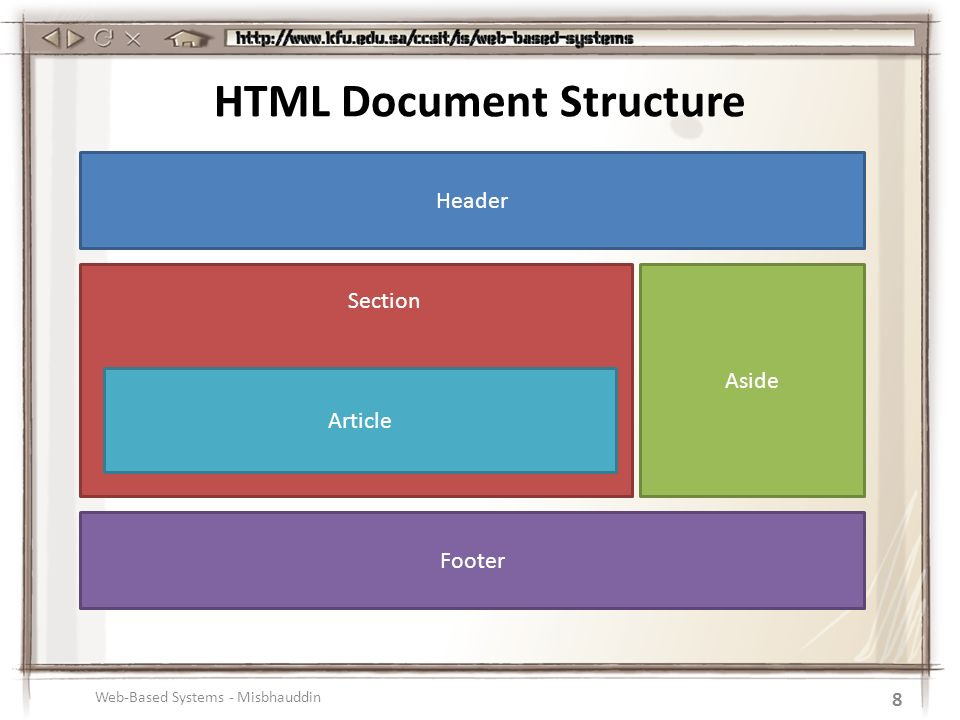 http://www.kfu.edu.sa/ccsit/is/web-based-systems
HTML Document Structure
Header
Section
Article
Aside
Footer
Web-Based Systems - Misbhauddin
8